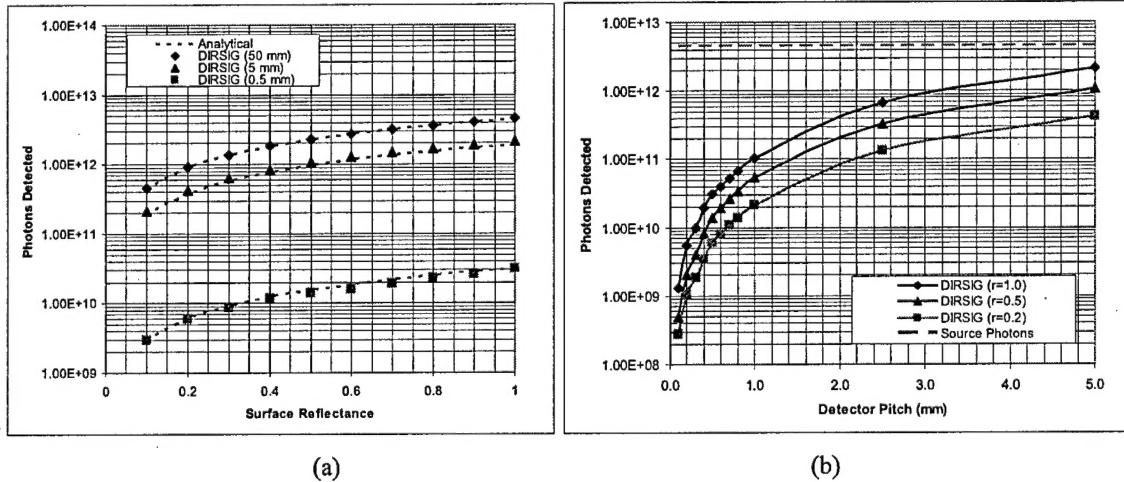 1.00E+14
1.00E+13
1.00E+12
1.00E+11
1.00E+10
1.00E+09
Photons Detected
Analytical
DIRSIG (50 mm)
DIRSIG (5 mm)
DIRSIG (0.5 mm)
0 0.2 0.4 0.6 0.8 1
Surface Reflectance
(a)
1.00E+13
1.00E+12
1.00E+11
1.00E+10
1.00E+09
1.00E+08
Photons Detected
DIRSIG (r=1.0)
DIRSIG (r=0.5)
DIRSIG (r=0.2)
Source Photons
0.0 1.0 2.0 3.0 4.0 5.0
Detector Pitch (mm)
(b)